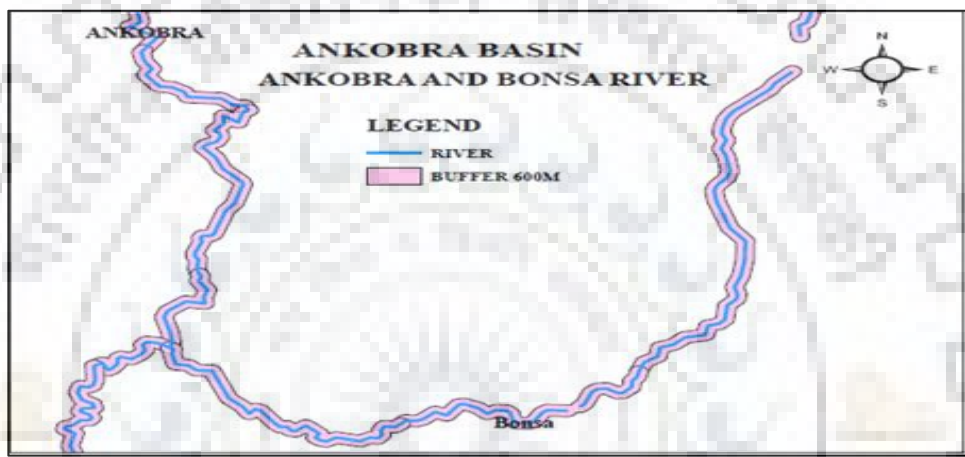 ANKOBRA
ANKOBRA BASIN
ANKOBRA AND BONSA RIVER
N
W E
S
LEGEND
RIVER
BUFFER 600M
Bonsa